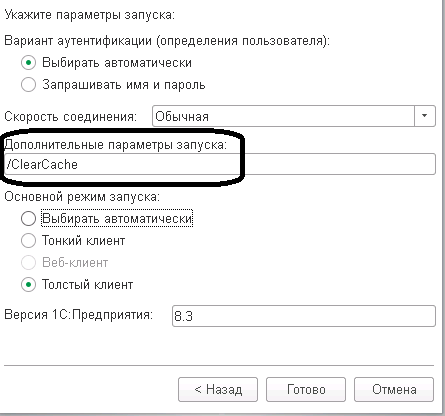 Укажите параметры запуска:
Вариант аутентификации (определения пользователя):
Выбирать автоматически
Запрашивать имя и пароль
Скорость соединения: Обычная
Дополнительные параметры запуска:
/ClearCache
Основной режим запуска:
Выбирать автоматически
Тонкий клиент
Веб-клиент
Толстый клиент
Версия 1С:Предприятия: 8.3
< Назад Готово Отмена